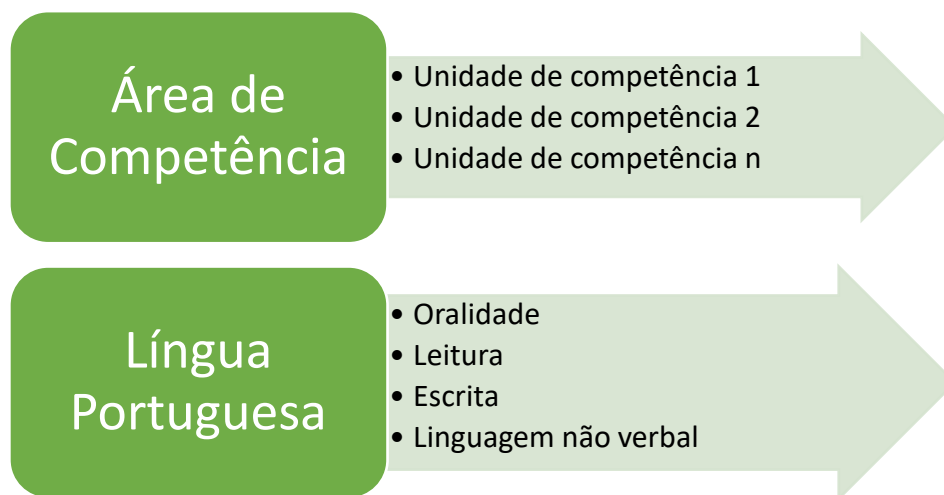 Área de
Competência
• Unidade de competência 1
• Unidade de competência 2
• Unidade de competência n
Língua
Portuguesa
• Oralidade
• Leitura
• Escrita
• Linguagem não verbal